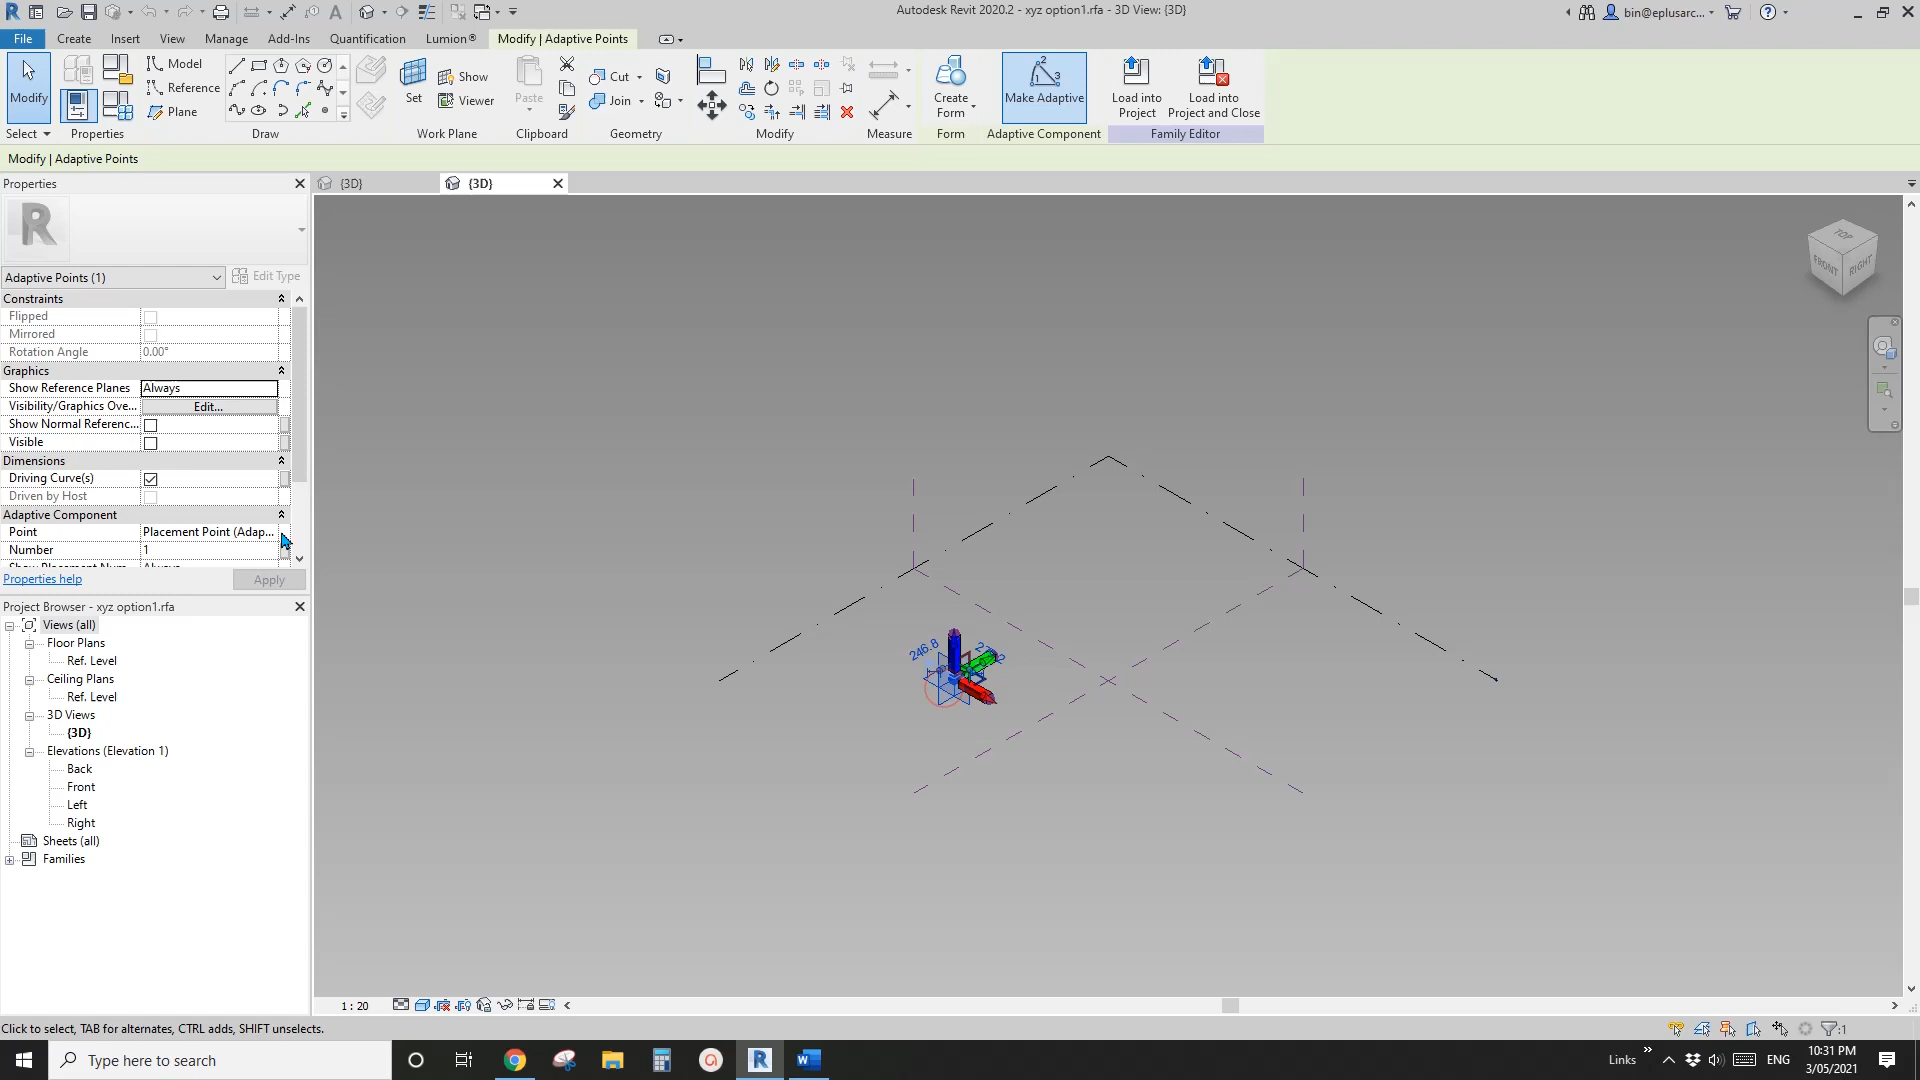 Autodesk Revit 2020.2 - xyz option1.rfa - 3D View: {3D}
bin@eplusarc...
File
Create
Insert
View
Manage
Add-Ins
Quantification
Lumion®
Modify | Adaptive Points
Modify
Model
Reference
Plane
Set
Show
Viewer
Paste
Cut
Join
Create Form
Make Adaptive
Load into Project
Load into Project and Close
Select
Properties
Draw
Work Plane
Clipboard
Geometry
Modify
Measure
Form
Adaptive Component
Family Editor
Modify | Adaptive Points
Properties
{3D}
{3D}
Adaptive Points (1)
Edit Type
Constraints
Flipped
Mirrored
Rotation Angle 0.00°
Graphics
Show Reference Planes Always
Visibility/Graphics Ove... Edit...
Show Normal Referenc...
Visible
Dimensions
Driving Curve(s)
Driven by Host
Adaptive Component
Point Placement Point (Adap...
Number 1
Properties help
Apply
Project Browser - xyz option1.rfa
Views (all)
Floor Plans
Ref. Level
Ceiling Plans
Ref. Level
3D Views
{3D}
Elevations (Elevation 1)
Back
Front
Left
Right
Sheets (all)
Families
TOP
FRONT
RIGHT
246.8
1 : 20
Click to select, TAB for alternates, CTRL adds, SHIFT unselects.
:1
Type here to search
Links
ENG
10:31 PM
3/05/2021